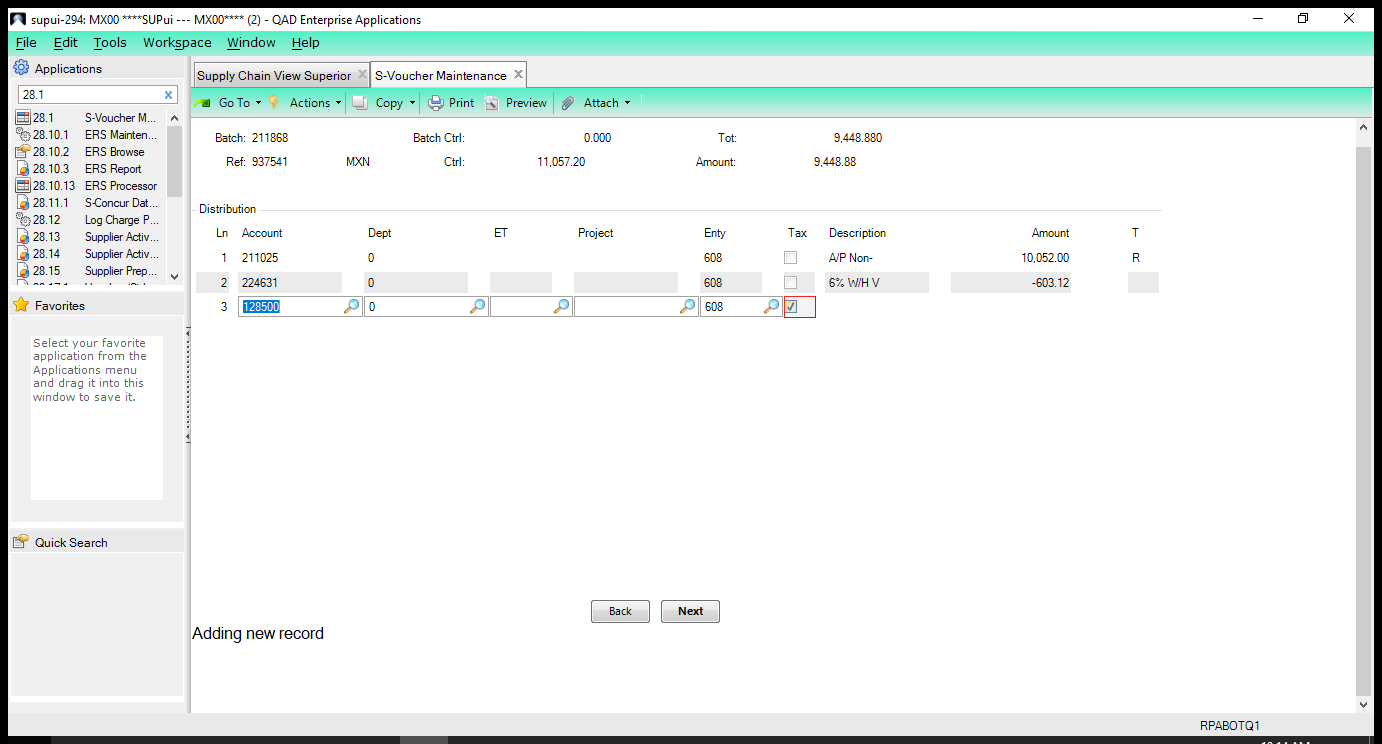 supui-294: MX00 ****SUPui --- MX00**** (2) - QAD Enterprise Applications
File Edit Tools Workspace Window Help
Applications
28.1
28.1 S-Voucher M...
28.10.1 ERS Mainten...
28.10.2 ERS Browse
28.10.3 ERS Report
28.10.13 ERS Processor
28.11.1 S-Concur Dat...
28.12 Log Charge P...
28.13 Supplier Activ...
28.14 Supplier Activ...
28.15 Supplier Prep...
Favorites
Select your favorite
application from the
Applications menu
and drag it into this
window to save it.
Quick Search
Supply Chain View Superior S-Voucher Maintenance
Go To Actions Copy Print Preview Attach
Batch: 211868 Batch Ctrl: 0.000 Tot: 9,448.880
Ref: 937541 MXN Ctrl: 11,057.20 Amount: 9,448.88
Distribution
Ln Account Dept ET Project Enty Tax Description Amount T
1 211025 0 608 A/P Non- 10,052.00 R
2 224631 0 608 6% W/H V -603.12
3 128500 0 608
Back Next
Adding new record
RPABOTQ1